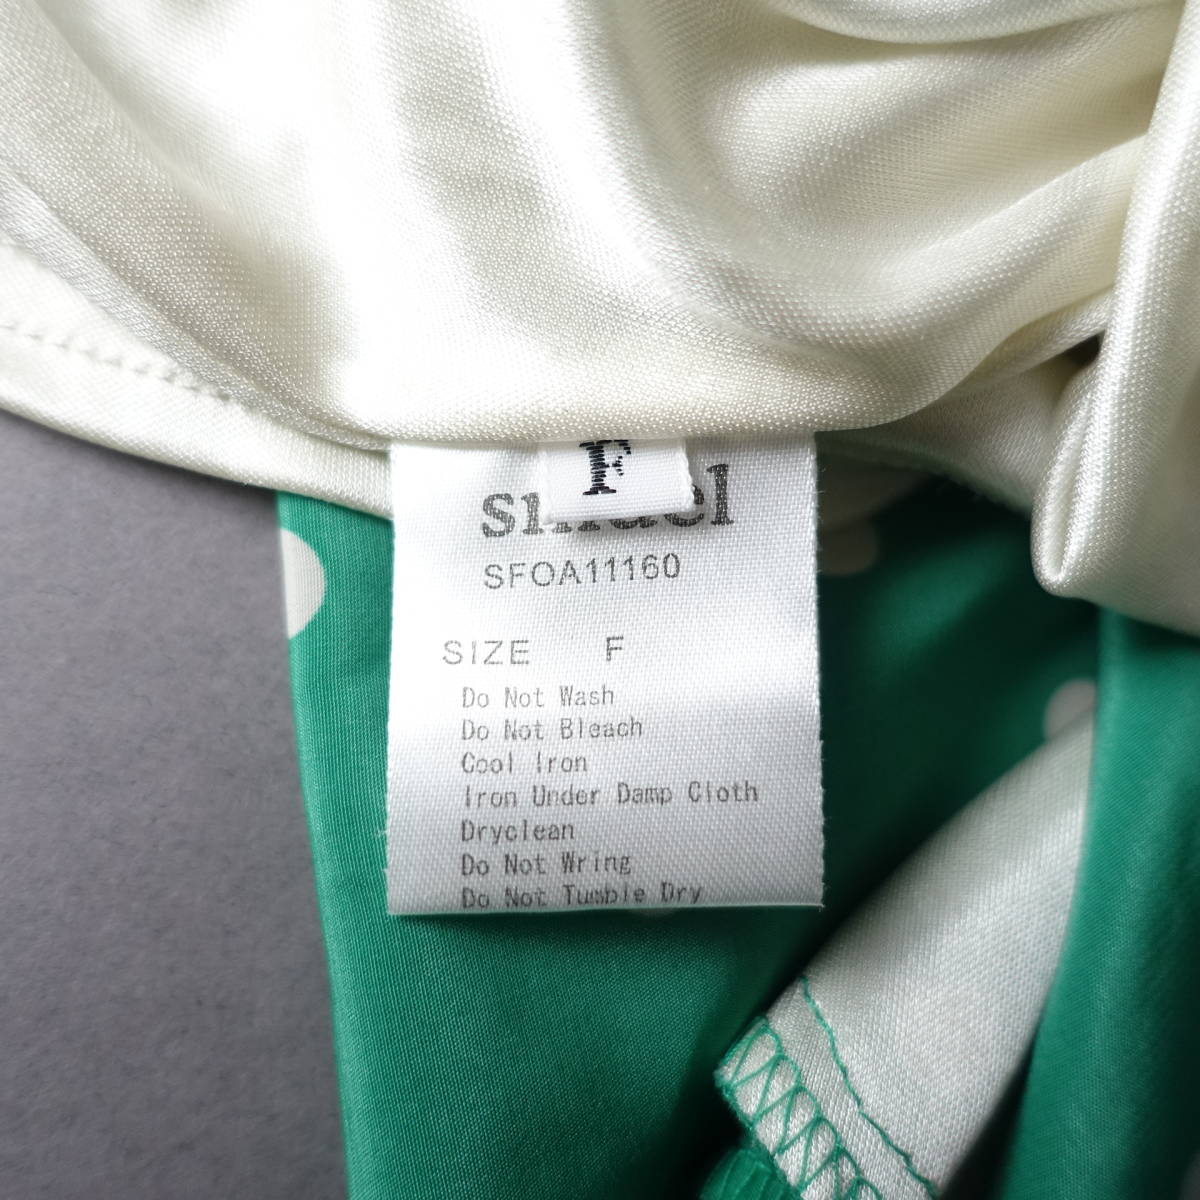 F
SFOA11160
SIZE F
Do Not Wash
Do Not Bleach
Cool Iron
Iron Under Damp Cloth
Dryclean
Do Not Wring
Do Not Tumble Dry